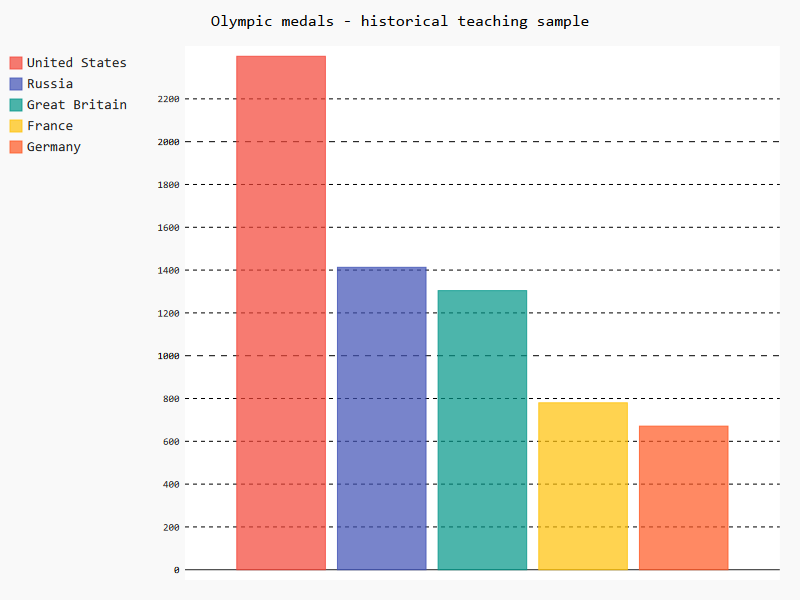 Olympic medals - historical teaching sample
United States
Russia
Great Britain
France
Germany
2200
2000
1800
1600
1400
1200
1000
800
600
400
200
0